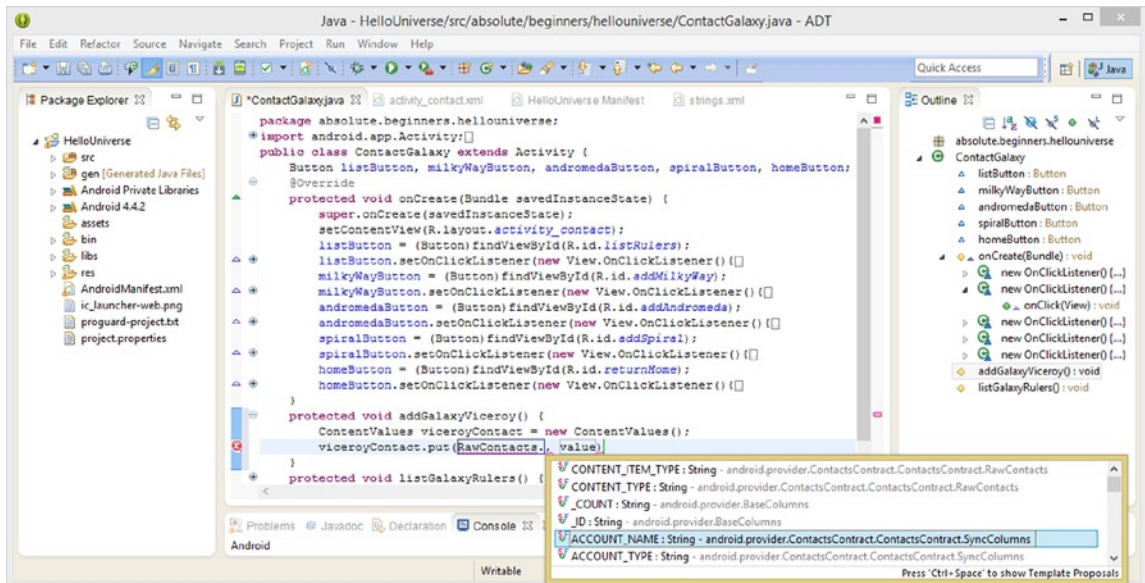 Java - HelloUniverse/src/absolute/beginners/hellouniverse/ContactGalaxy.java - ADT
File Edit Refactor Source Navigate Search Project Run Window Help
Quick Access
Java
Package Explorer
HelloUniverse
src
gen [Generated Java Files]
Android Private Libraries
Android 4.4.2
assets
bin
libs
res
AndroidManifest.xml
ic_launcher-web.png
proguard-project.txt
project.properties
*ContactGalaxy.java activity_contact.xml HelloUniverse Manifest strings.xml
package absolute.beginners.hellouniverse;
import android.app.Activity;
public class ContactGalaxy extends Activity {
Button listButton, milkyWayButton, andromedaButton, spiralButton, homeButton;
@Override
protected void onCreate(Bundle savedInstanceState) {
super.onCreate(savedInstanceState);
setContentView(R.layout.activity_contact);
listButton = (Button)findViewById(R.id.listRulers);
listButton.setOnClickListener(new View.OnClickListener(){
milkyWayButton = (Button)findViewById(R.id.addMilkyWay);
milkyWayButton.setOnClickListener(new View.OnClickListener(){
andromedaButton = (Button)findViewById(R.id.addAndromeda);
andromedaButton.setOnClickListener(new View.OnClickListener(){
spiralButton = (Button)findViewById(R.id.addSpiral);
spiralButton.setOnClickListener(new View.OnClickListener(){
homeButton = (Button)findViewById(R.id.returnHome);
homeButton.setOnClickListener(new View.OnClickListener(){
}
protected void addGalaxyViceroy() {
ContentValues viceroyContact = new ContentValues();
viceroyContact.put(RawContacts., value)
}
protected void listGalaxyRulers() {
CONTENT_ITEM_TYPE : String - android.provider.ContactsContract.ContactsContract.RawContacts
CONTENT_TYPE : String - android.provider.ContactsContract.ContactsContract.RawContacts
_COUNT : String - android.provider.BaseColumns
_ID : String - android.provider.BaseColumns
ACCOUNT_NAME : String - android.provider.ContactsContract.ContactsContract.SyncColumns
ACCOUNT_TYPE : String - android.provider.ContactsContract.ContactsContract.SyncColumns
Press 'Ctrl+Space' to show Template Proposals
Problems @ Javadoc Declaration Console
Android
Writable
Outline
absolute.beginners.hellouniverse
ContactGalaxy
listButton : Button
milkyWayButton : Button
andromedaButton : Button
spiralButton : Button
homeButton : Button
onCreate(Bundle) : void
new OnClickListener() {...}
new OnClickListener() {...}
onClick(View) : void
new OnClickListener() {...}
new OnClickListener() {...}
new OnClickListener() {...}
addGalaxyViceroy() : void
listGalaxyRulers() : void